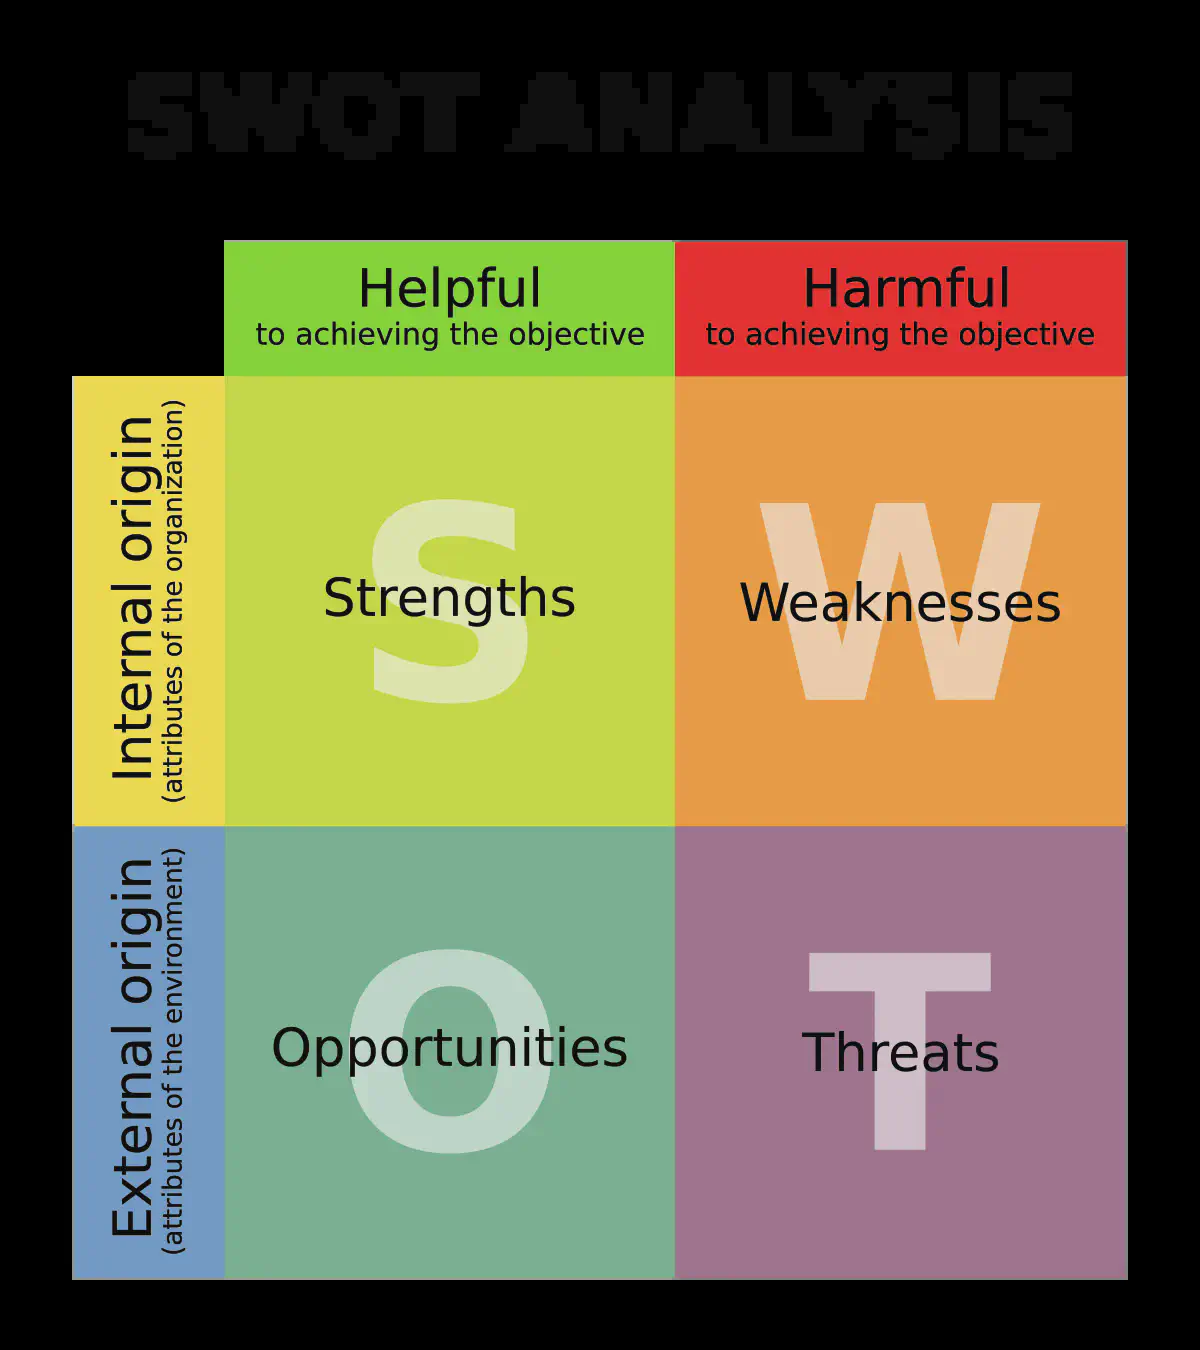 SWOT ANALYSIS
Helpful
to achieving the objective
Harmful
to achieving the objective
Internal origin
(attributes of the organization)
S
Strengths
W
Weaknesses
External origin
(attributes of the environment)
O
Opportunities
T
Threats